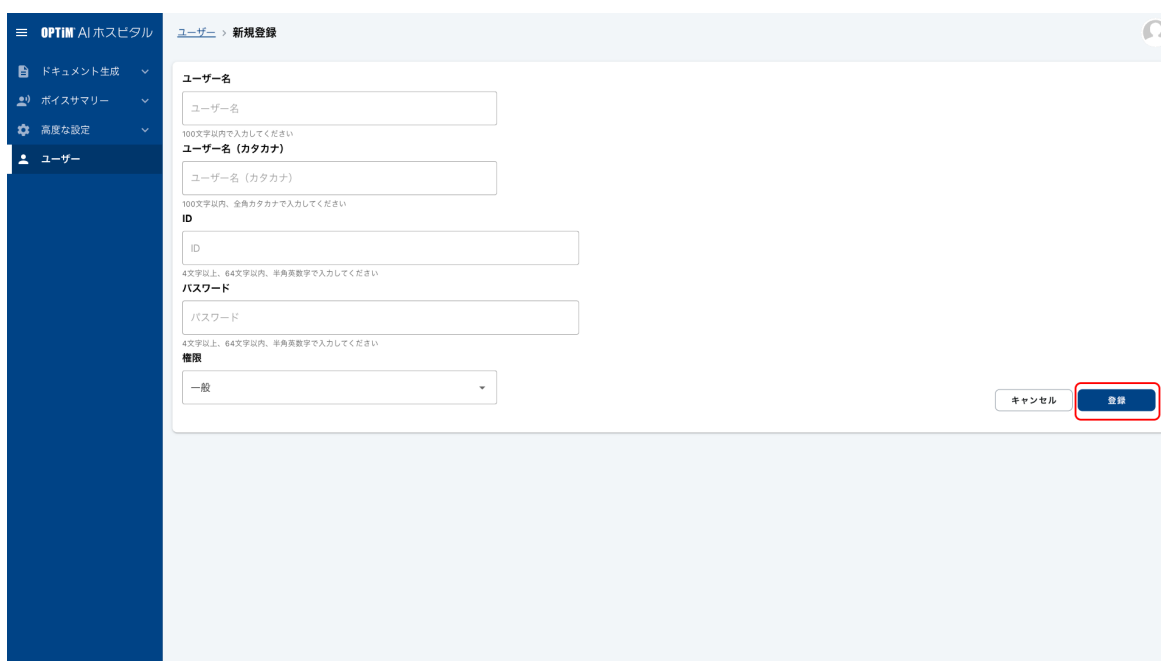 OPTiM AI ホスピタル
ユーザー › 新規登録
ドキュメント生成
ボイスサマリー
高度な設定
ユーザー
ユーザー名
ユーザー名
100文字以内で入力してください
ユーザー名（カタカナ）
ユーザー名（カタカナ）
100文字以内、全角カタカナで入力してください
ID
ID
4文字以上、64文字以内、半角英数字で入力してください
パスワード
パスワード
4文字以上、64文字以内、半角英数字で入力してください
権限
一般
キャンセル
登録